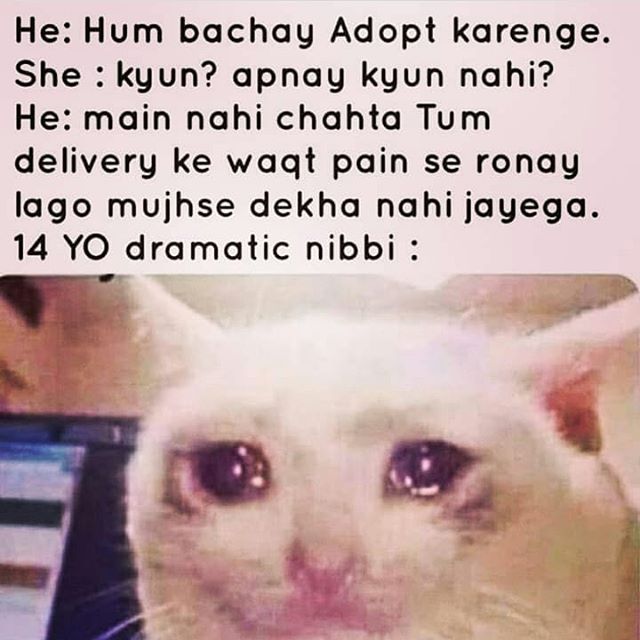 He: Hum bachay Adopt karenge.
She : kyun? apnay kyun nahi?
He: main nahi chahta Tum
delivery ke waqt pain se ronay
lago mujhse dekha nahi jayega.
14 YO dramatic nibbi :